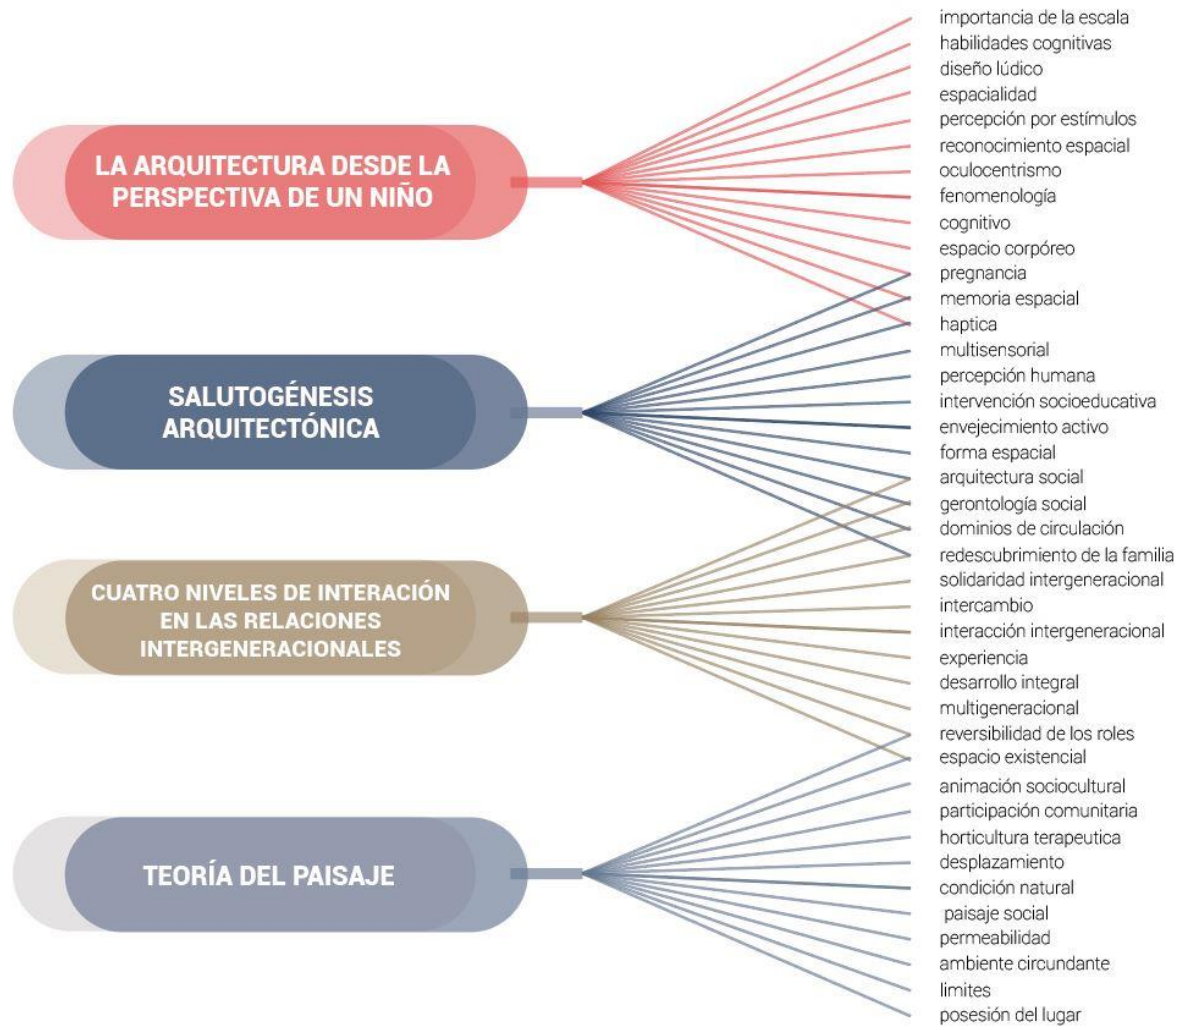 LA ARQUITECTURA DESDE LA
PERSPECTIVA DE UN NIÑO
SALUTOGÉNESIS
ARQUITECTÓNICA
CUATRO NIVELES DE INTERACIÓN
EN LAS RELACIONES
INTERGENERACIONALES
TEORÍA DEL PAISAJE
importancia de la escala
habilidades cognitivas
diseño lúdico
espacialidad
percepción por estímulos
reconocimiento espacial
oculocentrismo
fenomenología
cognitivo
espacio corpóreo
pregnancia
memoria espacial
haptica
multisensorial
percepción humana
intervención socioeducativa
envejecimiento activo
forma espacial
arquitectura social
gerontología social
dominios de circulación
redescubrimiento de la familia
solidaridad intergeneracional
intercambio
interacción intergeneracional
experiencia
desarrollo integral
multigeneracional
reversibilidad de los roles
espacio existencial
animación sociocultural
participación comunitaria
horticultura terapeutica
desplazamiento
condición natural
paisaje social
permeabilidad
ambiente circundante
limites
posesión del lugar